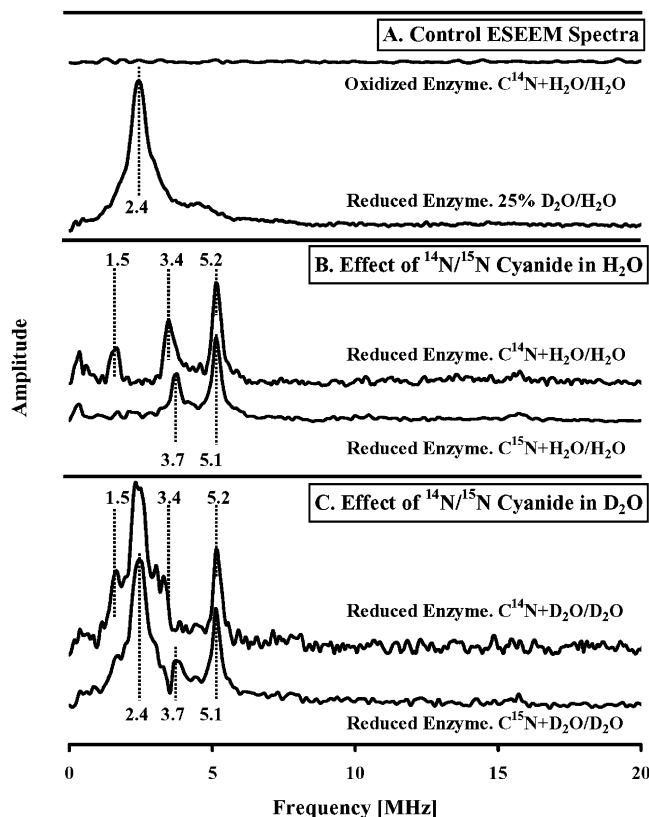 A. Control ESEEM Spectra
Oxidized Enzyme. C¹⁴N+H₂O/H₂O
2.4
Reduced Enzyme. 25% D₂O/H₂O
1.5 3.4 5.2
B. Effect of ¹⁴N/¹⁵N Cyanide in H₂O
Reduced Enzyme. C¹⁴N+H₂O/H₂O
Reduced Enzyme. C¹⁵N+H₂O/H₂O
3.7 5.1
1.5 3.4 5.2
C. Effect of ¹⁴N/¹⁵N Cyanide in D₂O
Reduced Enzyme. C¹⁴N+D₂O/D₂O
2.4 3.7 5.1
Reduced Enzyme. C¹⁵N+D₂O/D₂O
Amplitude
0 5 10 15 20
Frequency [MHz]